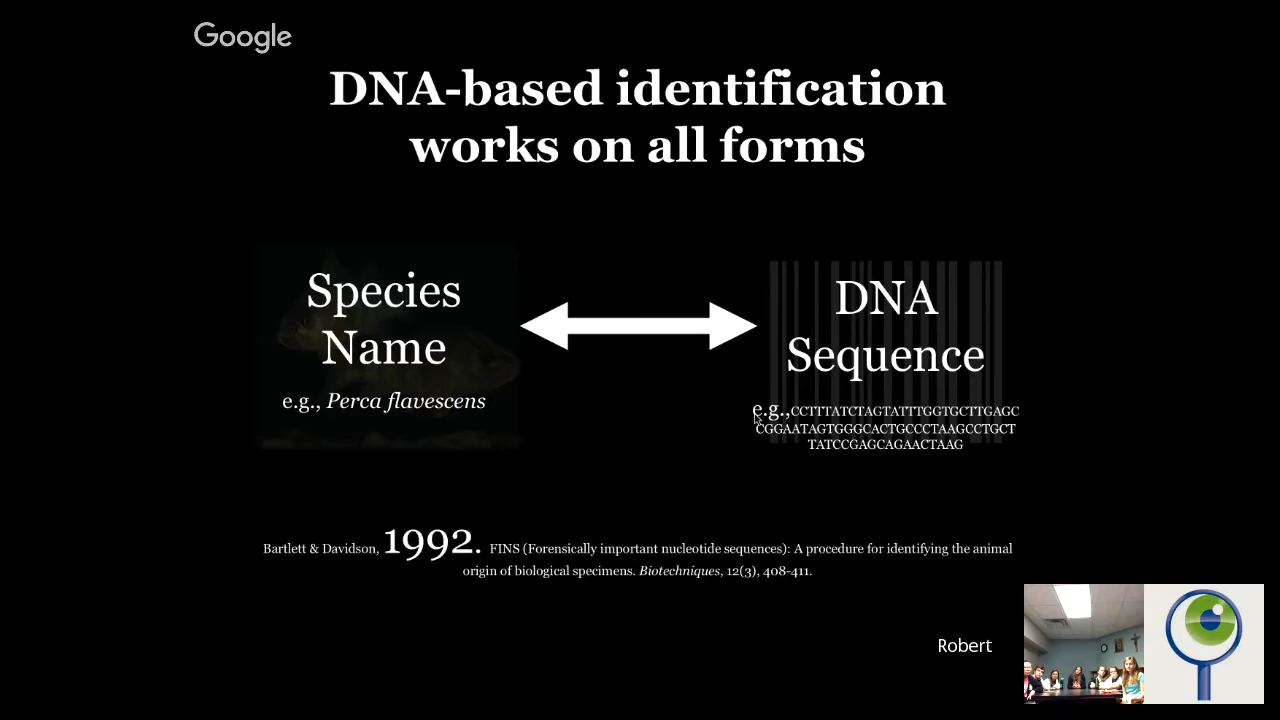 Google
DNA-based identification
works on all forms
Species
Name
e.g., Perca flavescens
DNA
Sequence
e.g.,CCTTTATCTAGTATTTGGTGCTTGAGC
CGGAATAGTGGGCACTGCCCTAAGCCTGCT
TATCCGAGCAGAACTAAG
Bartlett & Davidson, 1992. FINS (Forensically important nucleotide sequences): A procedure for identifying the animal
origin of biological specimens. Biotechniques, 12(3), 408-411.
Robert